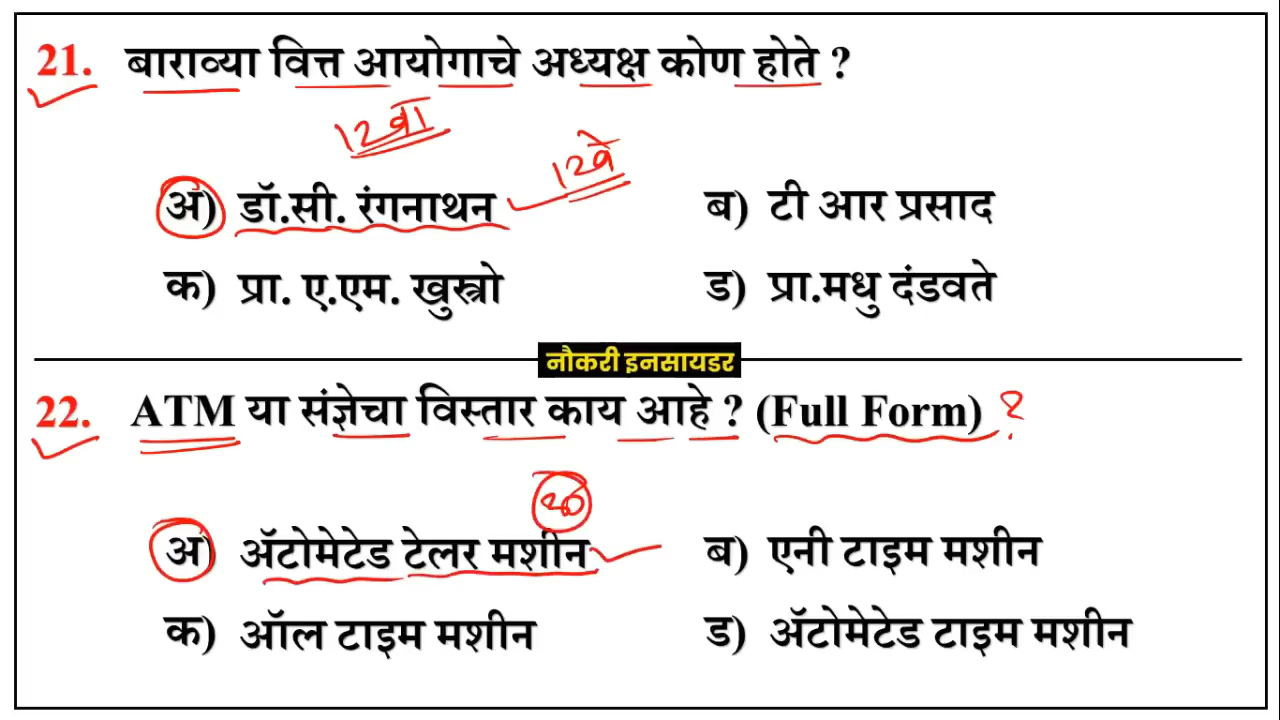 21. बाराव्या वित्त आयोगाचे अध्यक्ष कोण होते ?
12वा
12वे
अ) डॉ.सी. रंगनाथन ब) टी आर प्रसाद
क) प्रा. ए.एम. खुस्त्रो ड) प्रा.मधु दंडवते
नौकरी इनसायडर
22. ATM या संज्ञेचा विस्तार काय आहे ? (Full Form) ?
अ) ॲटोमेटेड टेलर मशीन ब) एनी टाइम मशीन
क) ऑल टाइम मशीन ड) ॲटोमेटेड टाइम मशीन